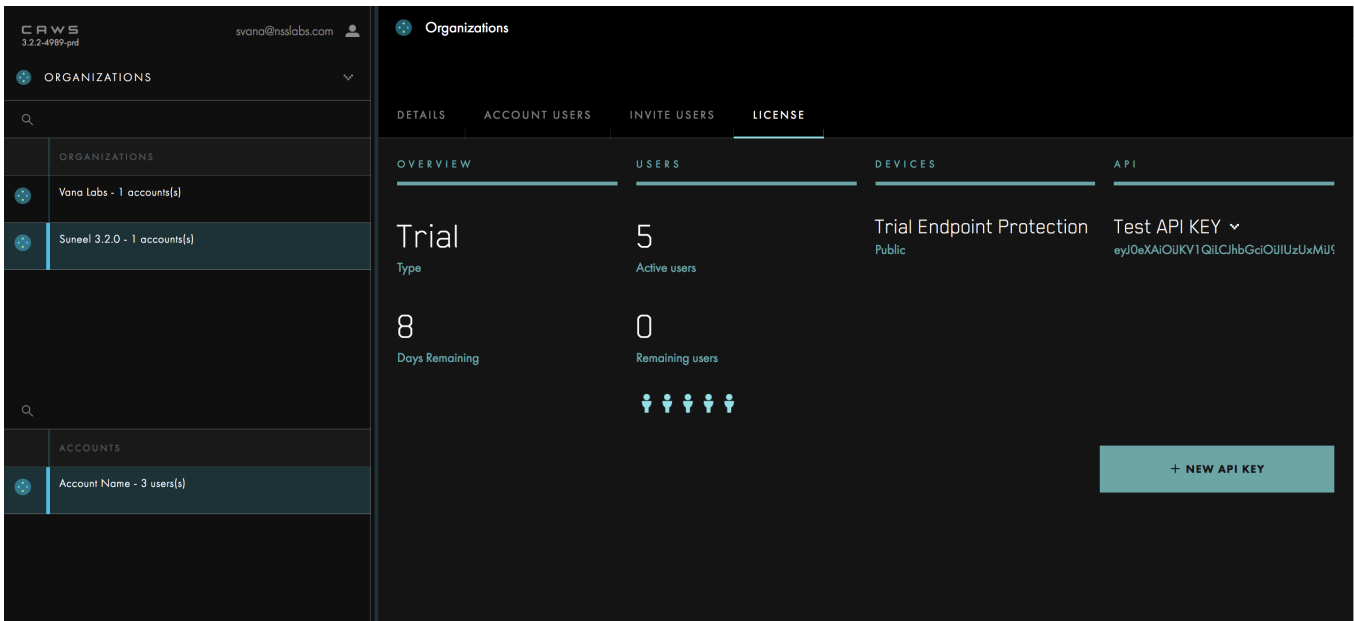 CAWS
3.2.2-4989-prd
svana@nsslabs.com
ORGANIZATIONS
ORGANIZATIONS
Vana Labs - 1 accounts(s)
Suneel 3.2.0 - 1 accounts(s)
ACCOUNTS
Account Name - 3 users(s)
Organizations
DETAILS
ACCOUNT USERS
INVITE USERS
LICENSE
OVERVIEW
Trial
Type
8
Days Remaining
USERS
5
Active users
0
Remaining users
DEVICES
Trial Endpoint Protection
Public
API
Test API KEY
+ NEW API KEY